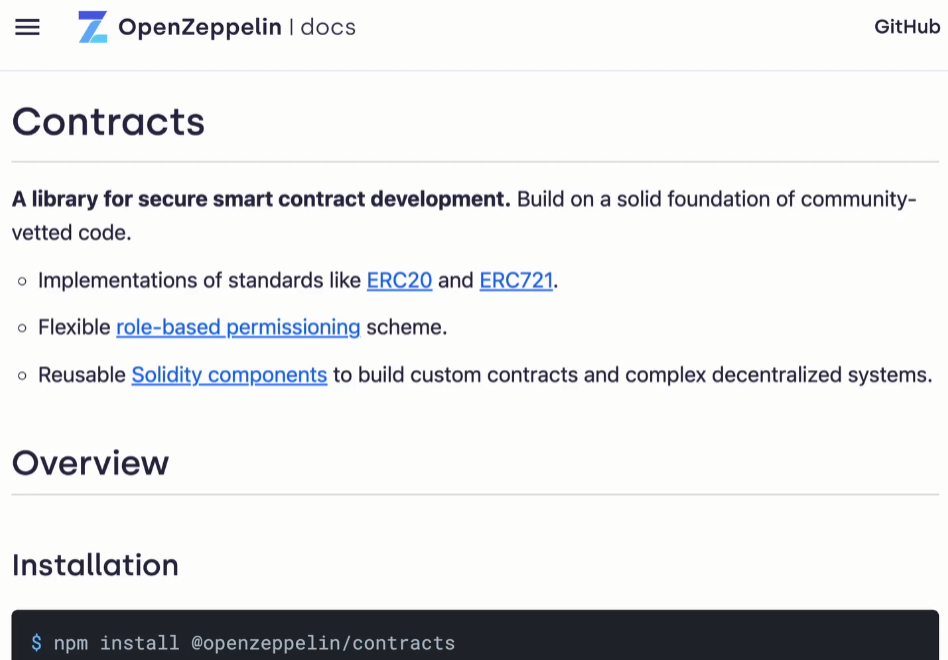 OpenZeppelin | docs
GitHub
Contracts
A library for secure smart contract development. Build on a solid foundation of community-
vetted code.
Implementations of standards like ERC20 and ERC721.
Flexible role-based permissioning scheme.
Reusable Solidity components to build custom contracts and complex decentralized systems.
Overview
Installation
$ npm install @openzeppelin/contracts